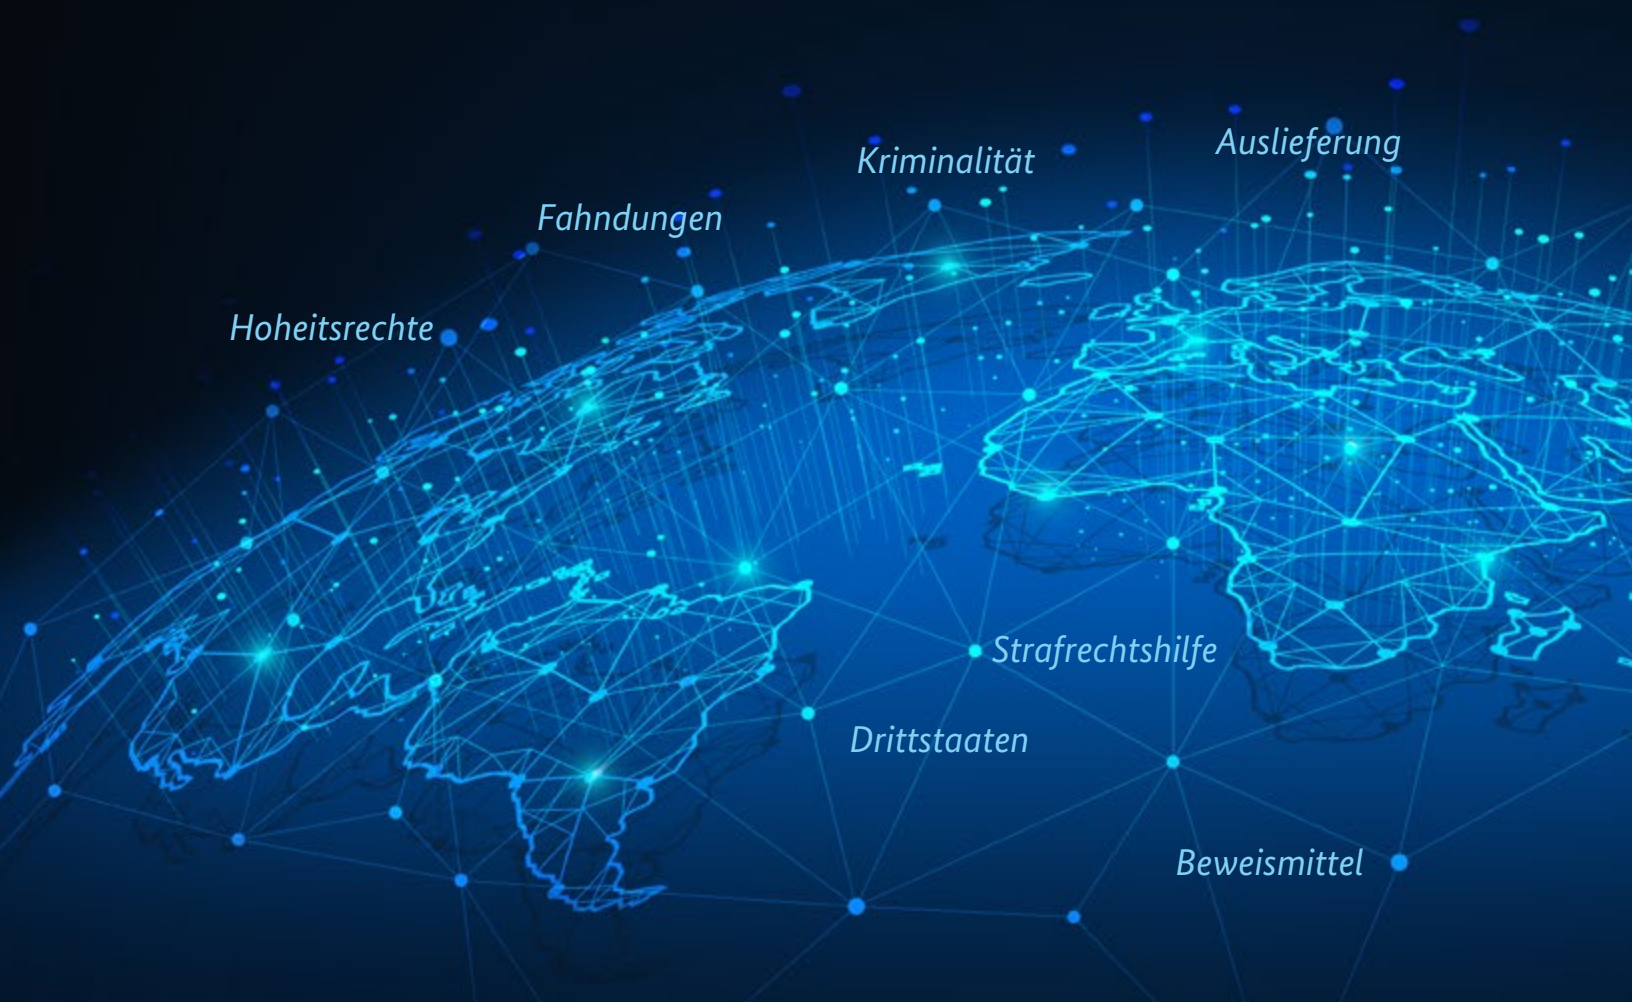 Auslieferung
Kriminalität
Fahndungen
Hoheitsrechte
Strafrechtshilfe
Drittstaaten
Beweismittel